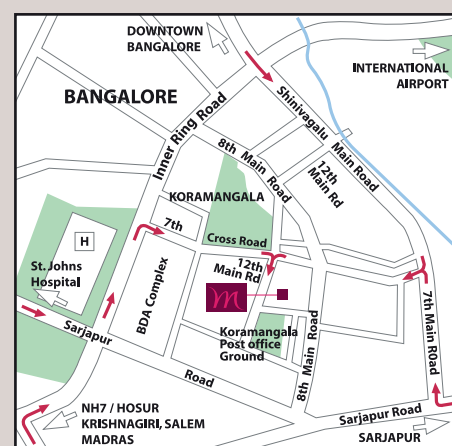 DOWNTOWN
BANGALORE
INTERNATIONAL
AIRPORT
BANGALORE
Inner Ring Road
Shinivagalu Main Road
8th Main Road
12th
Main Rd
KORAMANGALA
7th
Cross Road
H
St. Johns
Hospital
BDA Complex
12th
Main Rd
m
7th Main Road
Sarjapur
Road
Koramangala
Post office
Ground
8th Main Road
NH7 / HOSUR
KRISHNAGIRI, SALEM
MADRAS
Sarjapur Road
SARJAPUR